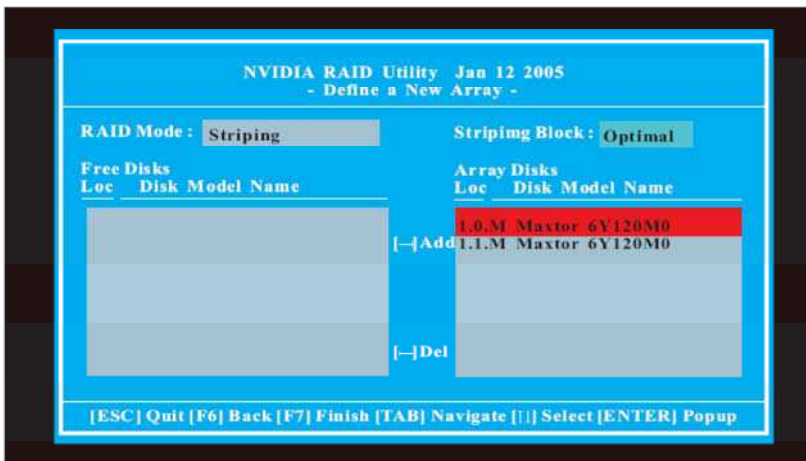 NVIDIA RAID Utility Jan 12 2005
- Define a New Array -
RAID Mode : Striping
Stripimg Block : Optimal
Free Disks
Loc Disk Model Name
Array Disks
Loc Disk Model Name
[—]Add
1.0.M Maxtor 6Y120M0
1.1.M Maxtor 6Y120M0
[—]Del
[ESC] Quit [F6] Back [F7] Finish [TAB] Navigate [▯▯] Select [ENTER] Popup